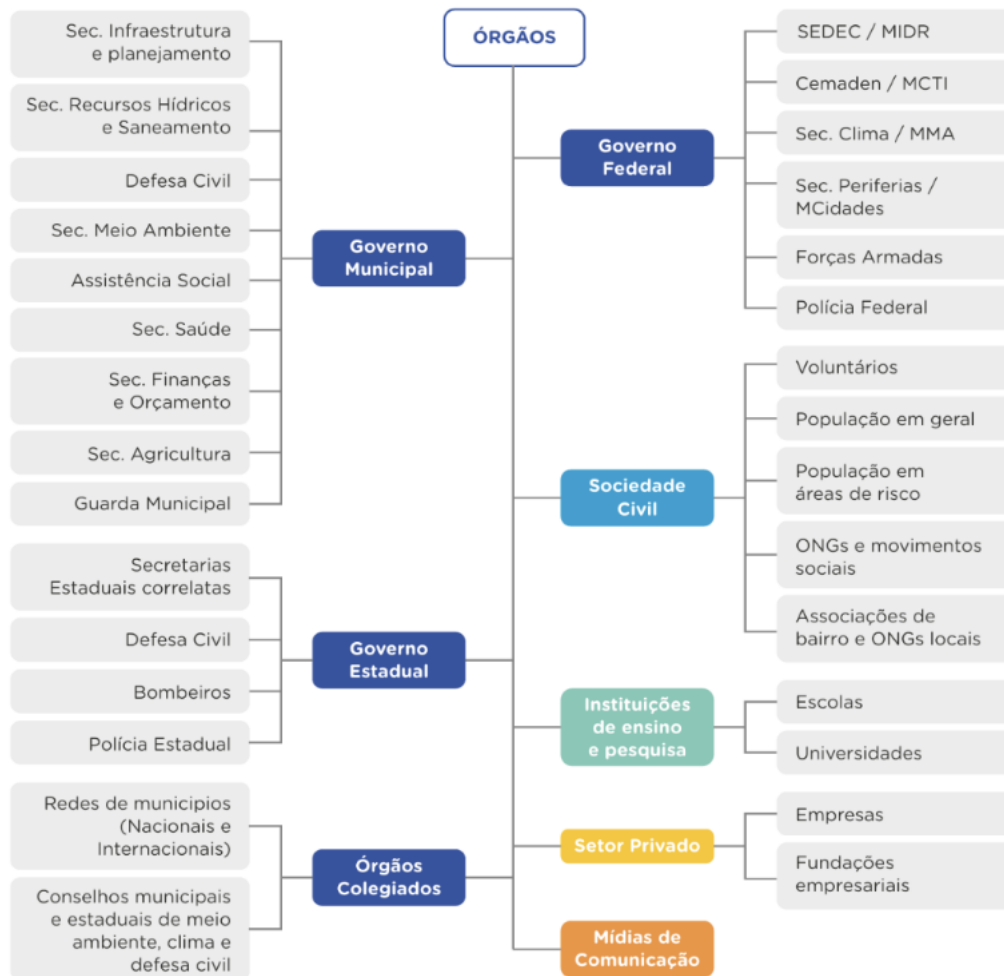 ÓRGÃOS
Sec. Infraestrutura
e planejamento
Sec. Recursos Hídricos
e Saneamento
Defesa Civil
Sec. Meio Ambiente
Assistência Social
Sec. Saúde
Sec. Finanças
e Orçamento
Sec. Agricultura
Guarda Municipal
Governo
Municipal
Secretarias
Estaduais correlatas
Defesa Civil
Bombeiros
Polícia Estadual
Governo
Estadual
Redes de municipios
(Nacionais e
Internacionais)
Conselhos municipais
e estaduais de meio
ambiente, clima e
defesa civil
Órgãos
Colegiados
Governo
Federal
SEDEC / MIDR
Cemaden / MCTI
Sec. Clima / MMA
Sec. Periferias /
MCidades
Forças Armadas
Polícia Federal
Sociedade
Civil
Voluntários
População em geral
População em
áreas de risco
ONGs e movimentos
sociais
Associações de
bairro e ONGs locais
Instituições
de ensino
e pesquisa
Escolas
Universidades
Setor Privado
Empresas
Fundações
empresariais
Mídias de
Comunicação